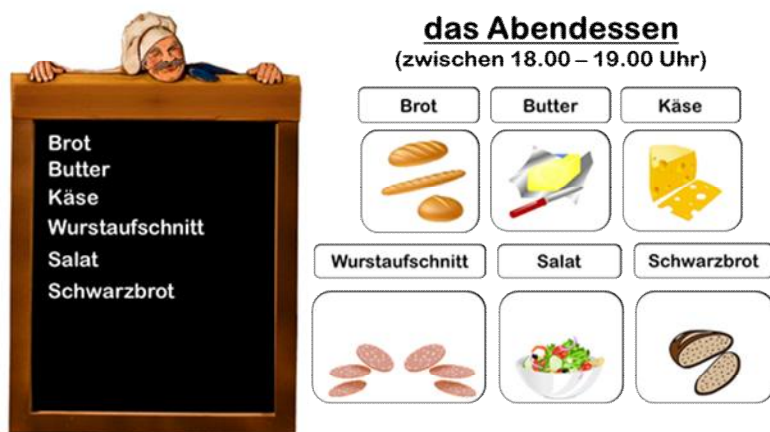 das Abendessen
(zwischen 18.00 – 19.00 Uhr)
Brot
Butter
Käse
Wurstaufschnitt
Salat
Schwarzbrot
Brot Butter Käse
Wurstaufschnitt Salat Schwarzbrot